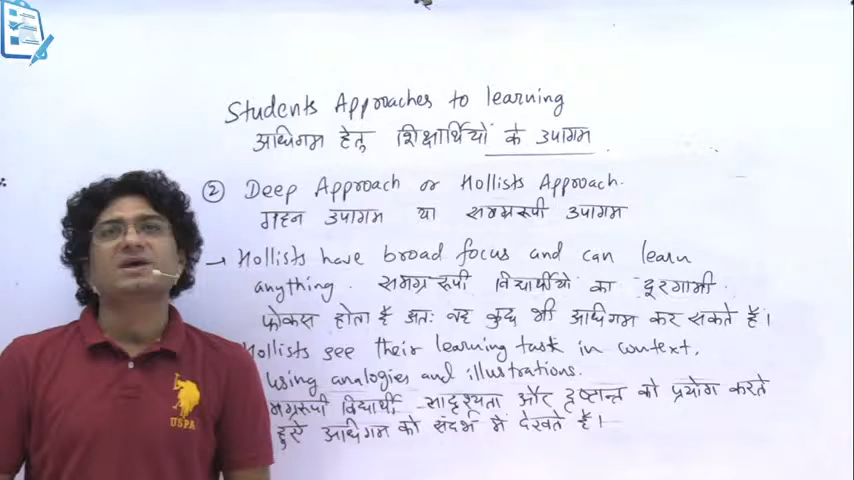 Students Approaches to learning
अधिगम हेतु शिक्षार्थियों के उपागम
② Deep Approach or Hollists Approach.
गहन उपागम या समग्ररूपी उपागम
→ Hollists have broad focus and can learn
anything. समग्र रूपी विद्यार्थीयो का दूरगामी
फोकस होता है अतः वह कुछ भी अधिगम कर सकते है।
Hollists see their learning task in context,
using analogies and illustrations.
विद्यार्थी सादृश्यता और दृष्टान्त को प्रयोग करते
हुए अधिगम को संदर्भ में देखते है।
USPA